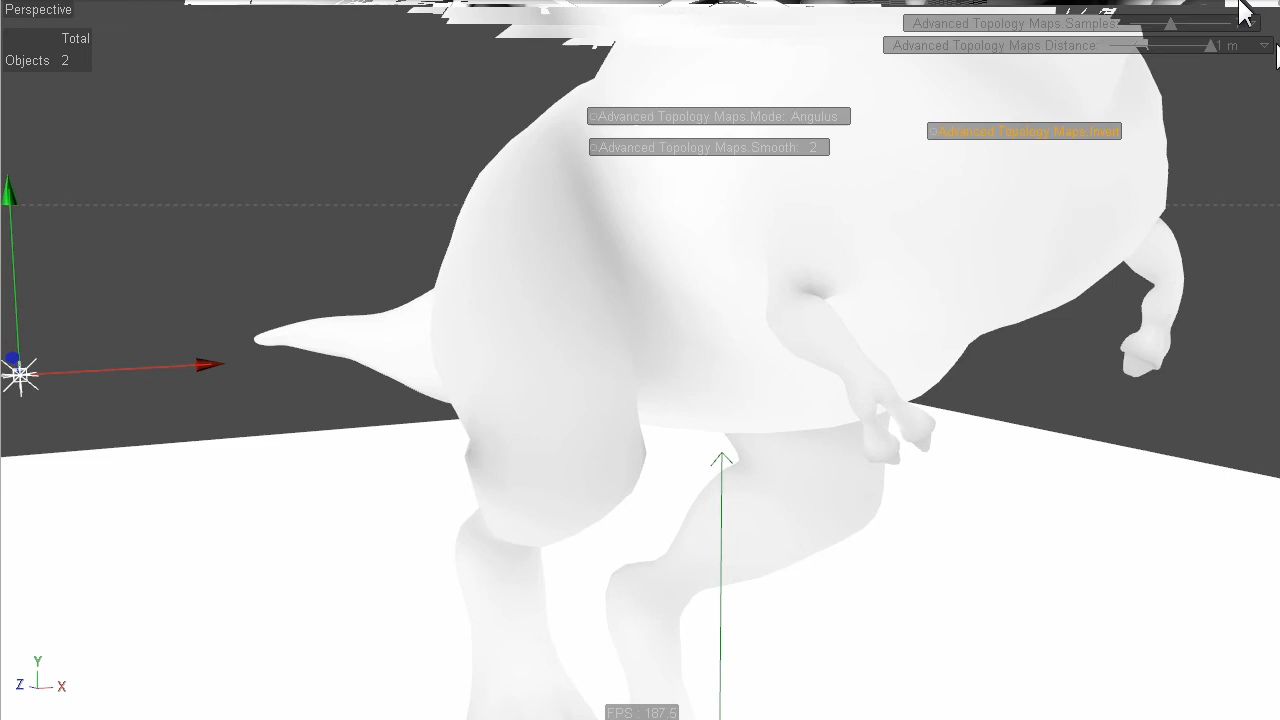 Perspective
Total
Objects 2
Advanced Topology Maps.Samples:
Advanced Topology Maps.Distance: 1 m
Advanced Topology Maps.Mode: Angulus
Advanced Topology Maps.Invert
Advanced Topology Maps.Smooth: 2
Y
Z X
FPS : 187.5